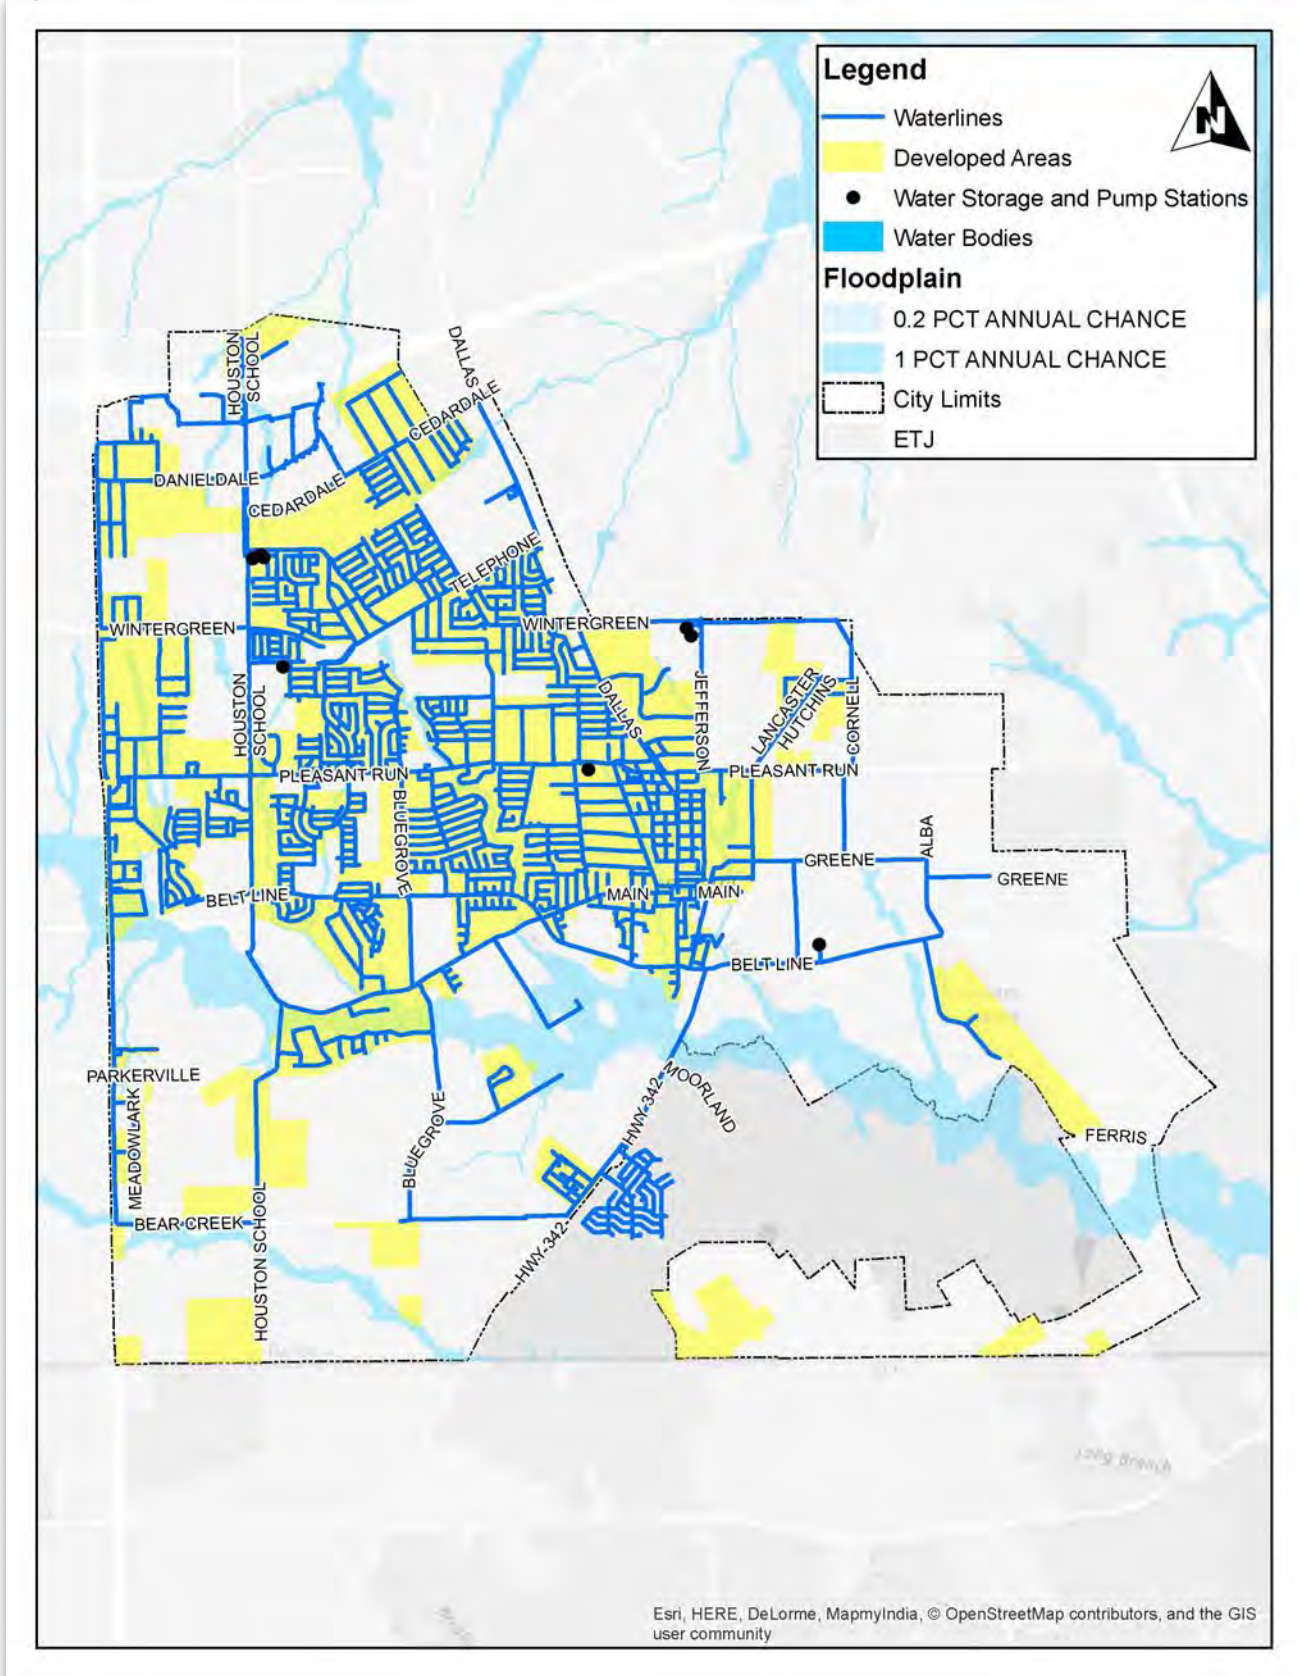 Legend
N
Waterlines
Developed Areas
Water Storage and Pump Stations
Water Bodies
Floodplain
0.2 PCT ANNUAL CHANCE
1 PCT ANNUAL CHANCE
City Limits
ETJ
HOUSTON
SCHOOL
DALLAS
CEDARDALE
DANIELDALE
CEDARDALE
TELEPHONE
WINTERGREEN
WINTERGREEN
HOUSTON
SCHOOL
DALLAS
JEFFERSON
LANCASTER
HUTCHINS
CORNELL
PLEASANT RUN
PLEASANT RUN
BLUEGROVE
ALBA
GREENE
GREENE
BELT LINE
MAIN
MAIN
BELT LINE
PARKERVILLE
MEADOWLARK
BLUEGROVE
HWY-342
MOORLAND
FERRIS
BEAR CREEK
HOUSTON SCHOOL
HWY-342
Long Branch
Esri, HERE, DeLorme, MapmyIndia, © OpenStreetMap contributors, and the GIS
user community